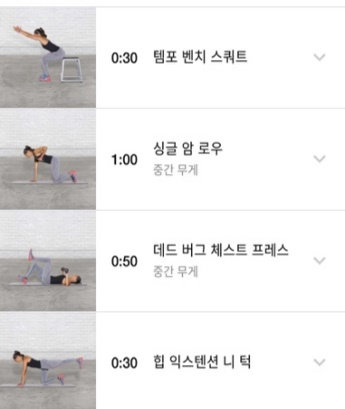 0:30 템포 벤치 스쿼트
1:00 싱글 암 로우
중간 무게
0:50 데드 버그 체스트 프레스
중간 무게
0:30 힙 익스텐션 니 턱